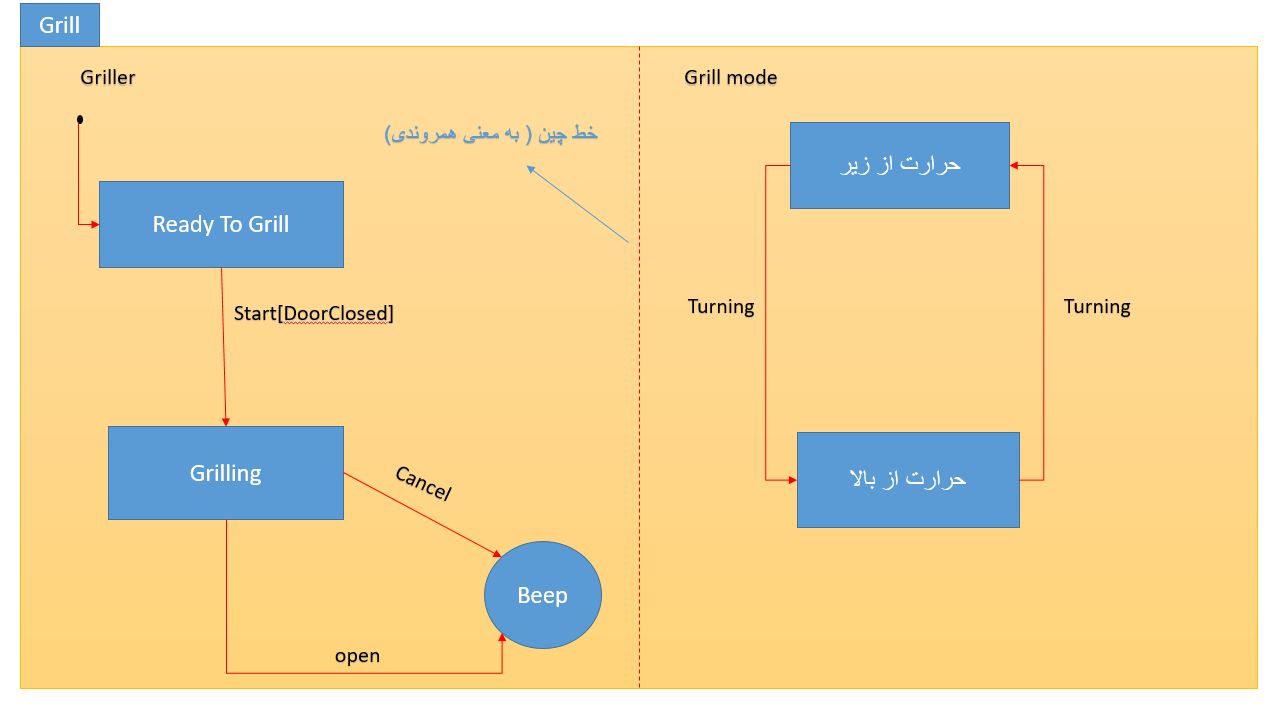 Grill
Griller
خط چین ( به معنی همروندی)
Ready To Grill
Start[DoorClosed]
Grilling
Cancel
Beep
open
Grill mode
حرارت از زیر
Turning
Turning
حرارت از بالا